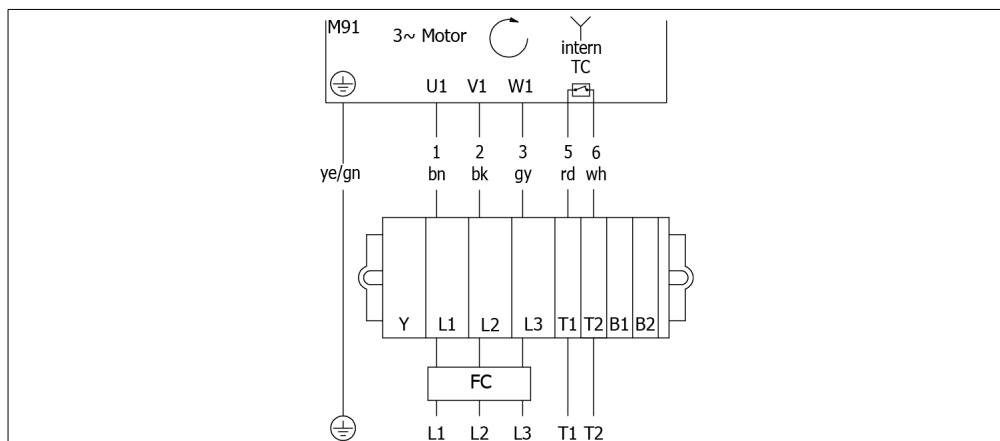 M91
3~ Motor
intern
TC
U1 V1 W1
1 2 3 5 6
ye/gn bn bk gy rd wh
Y L1 L2 L3 T1 T2 B1 B2
FC
L1 L2 L3 T1 T2